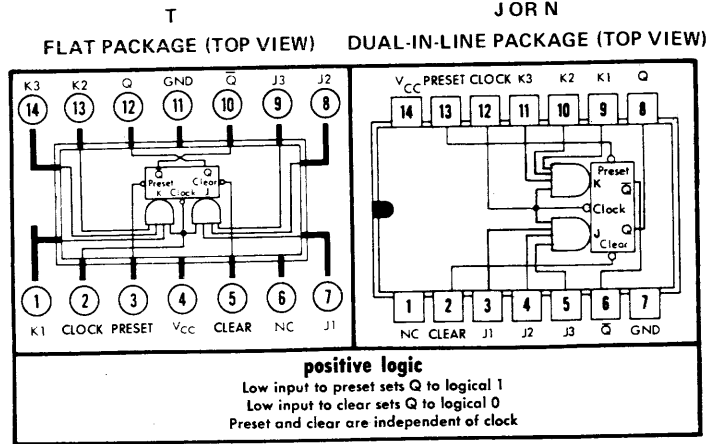 T
FLAT PACKAGE (TOP VIEW)
K3 K2 Q GND Q̅ J3 J2
14 13 12 11 10 9 8
Q Q
Preset Clear
K Clock J
1 2 3 4 5 6 7
K1 CLOCK PRESET VCC CLEAR NC J1
J OR N
DUAL-IN-LINE PACKAGE (TOP VIEW)
VCC PRESET CLOCK K3 K2 K1 Q
14 13 12 11 10 9 8
Preset
K Q̅
Clock
J Q
Clear
1 2 3 4 5 6 7
NC CLEAR J1 J2 J3 Q̅ GND
positive logic
Low input to preset sets Q to logical 1
Low input to clear sets Q to logical 0
Preset and clear are independent of clock